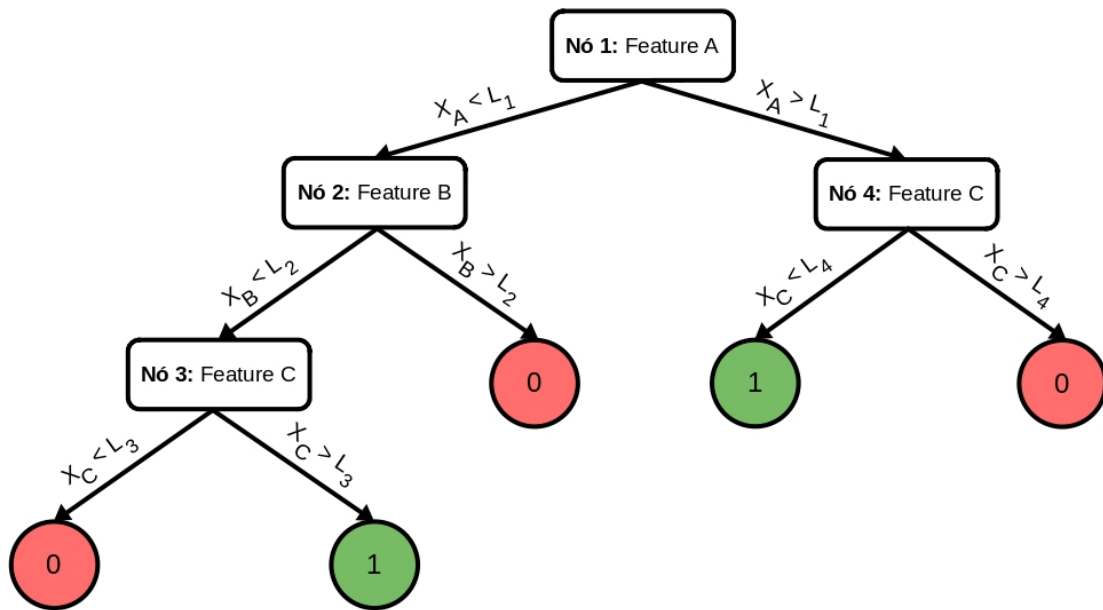 Nó 1: Feature A
X_A < L_1
X_A > L_1
Nó 2: Feature B
Nó 4: Feature C
X_B < L_2
X_B > L_2
X_C < L_4
X_C > L_4
Nó 3: Feature C
0
1
0
X_C < L_3
X_C > L_3
0
1